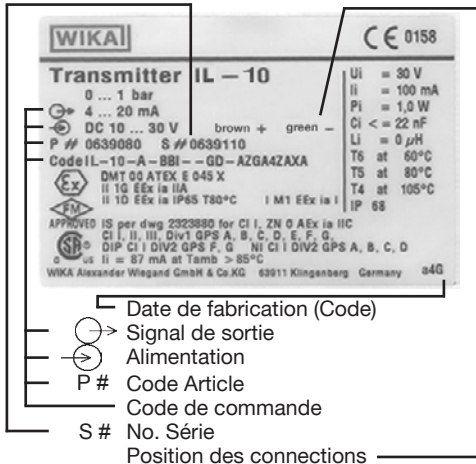 WIKA
CE 0158
Transmitter IL – 10
0 ... 1 bar
4 ... 20 mA
DC 10 ... 30 V brown + green –
P # 0639080 S # 0639110
Code IL-10-A-BBI--GD-AZGA4ZAXA
DMT 00 ATEX E 045 X
II 1G EEx ia IIA
II 1D EEx ia IP65 T80°C I M1 EEx ia I
Ui = 30 V
Ii = 100 mA
Pi = 1,0 W
Ci < = 22 nF
Li = 0 µH
T6 at 60°C
T5 at 80°C
T4 at 105°C
IP 68
Ex
FM
APPROVED IS per dwg 2323880 for CI I, ZN 0 AEx ia IIC
CI I, II, III, Div1 GPS A, B, C, D, E, F, G,
DIP CI I DIV2 GPS F, G NI CI I DIV2 GPS A, B, C, D
US Ii = 87 mA at Tamb > 85°C
WIKA Alexander Wiegand GmbH & Co.KG 63911 Klingenberg Germany a4G
Date de fabrication (Code)
Signal de sortie
Alimentation
P # Code Article
Code de commande
S # No. Série
Position des connections